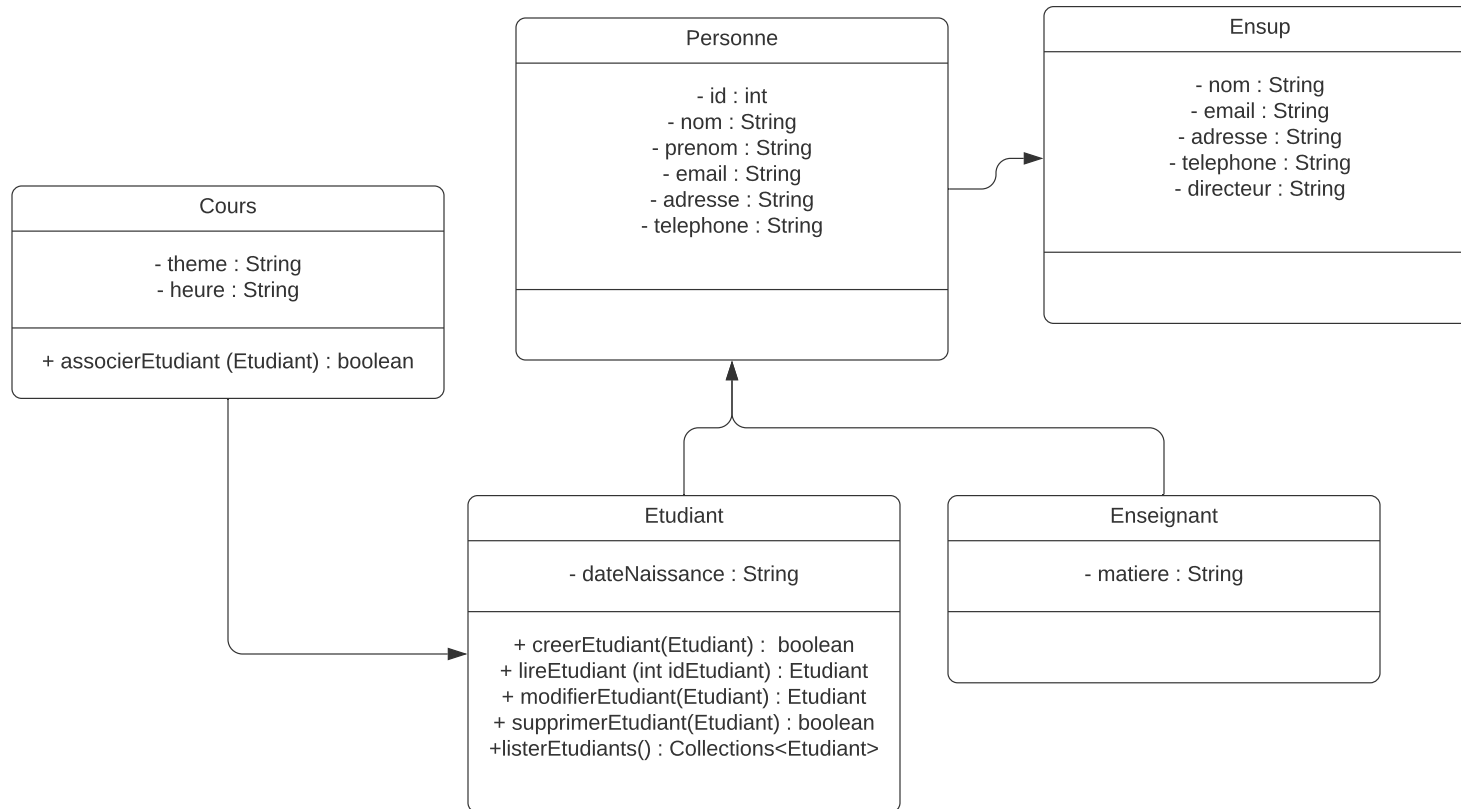 Personne
- id : int
- nom : String
- prenom : String
- email : String
- adresse : String
- telephone : String
Ensup
- nom : String
- email : String
- adresse : String
- telephone : String
- directeur : String
Cours
- theme : String
- heure : String
+ associerEtudiant (Etudiant) : boolean
Etudiant
- dateNaissance : String
+ creerEtudiant(Etudiant) :  boolean
+ lireEtudiant (int idEtudiant) : Etudiant
+ modifierEtudiant(Etudiant) : Etudiant
+ supprimerEtudiant(Etudiant) : boolean
+listerEtudiants() : Collections<Etudiant>
Enseignant
- matiere : String